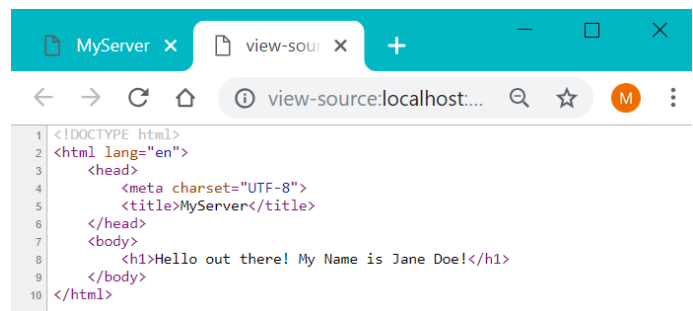 MyServer
view-sour
view-source:localhost:...
M
1 <!DOCTYPE html>
2 <html lang="en">
3     <head>
4         <meta charset="UTF-8">
5         <title>MyServer</title>
6     </head>
7     <body>
8         <h1>Hello out there! My Name is Jane Doe!</h1>
9     </body>
10 </html>